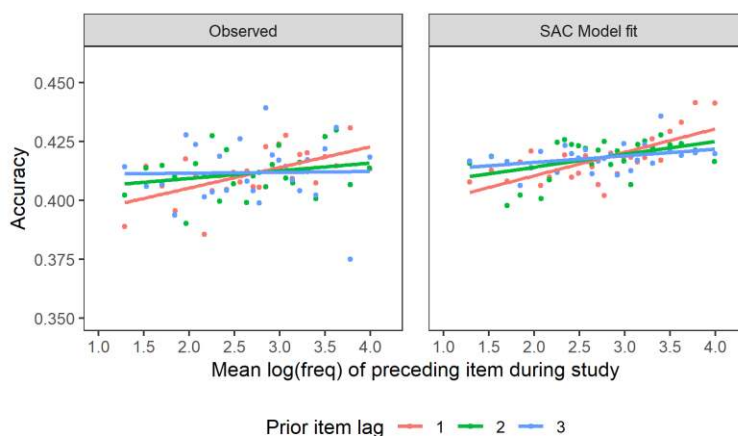 Observed
SAC Model fit
Accuracy
0.450
0.425
0.400
0.375
0.350
1.0 1.5 2.0 2.5 3.0 3.5 4.0
1.0 1.5 2.0 2.5 3.0 3.5 4.0
Mean log(freq) of preceding item during study
Prior item lag 1 2 3